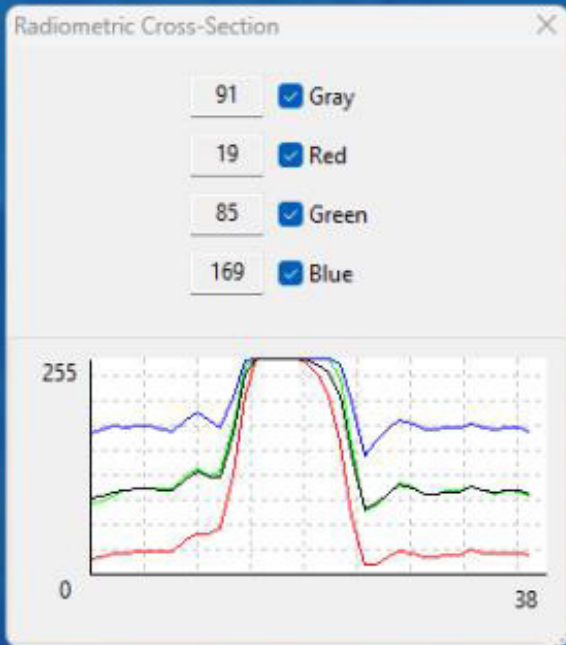 Radiometric Cross-Section
91 Gray
19 Red
85 Green
169 Blue
255
0
38